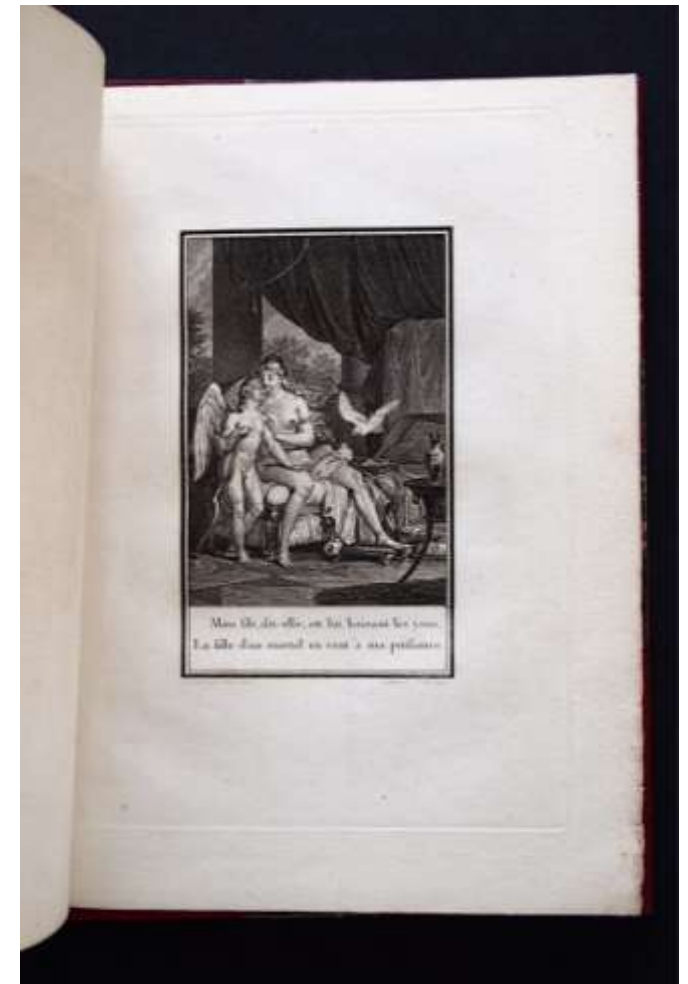 Mon fils, dit-elle, en lui baisant les yeux,
La fille d'un mortel en veut à ma puissance